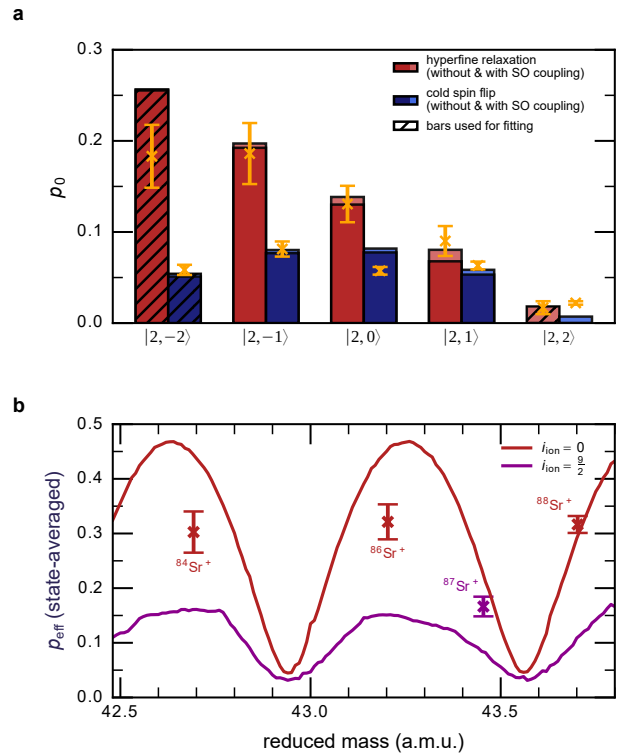 a
0.3
0.2
0.1
0.0
p₀
hyperfine relaxation
(without & with SO coupling)
cold spin flip
(without & with SO coupling)
bars used for fitting
|2,−2⟩
|2,−1⟩
|2,0⟩
|2,1⟩
|2,2⟩
b
0.5
0.4
0.3
0.2
0.1
0.0
p_eff (state-averaged)
i_ion = 0
i_ion = 9/2
⁸⁴Sr⁺
⁸⁶Sr⁺
⁸⁷Sr⁺
⁸⁸Sr⁺
42.5
43.0
43.5
reduced mass (a.m.u.)